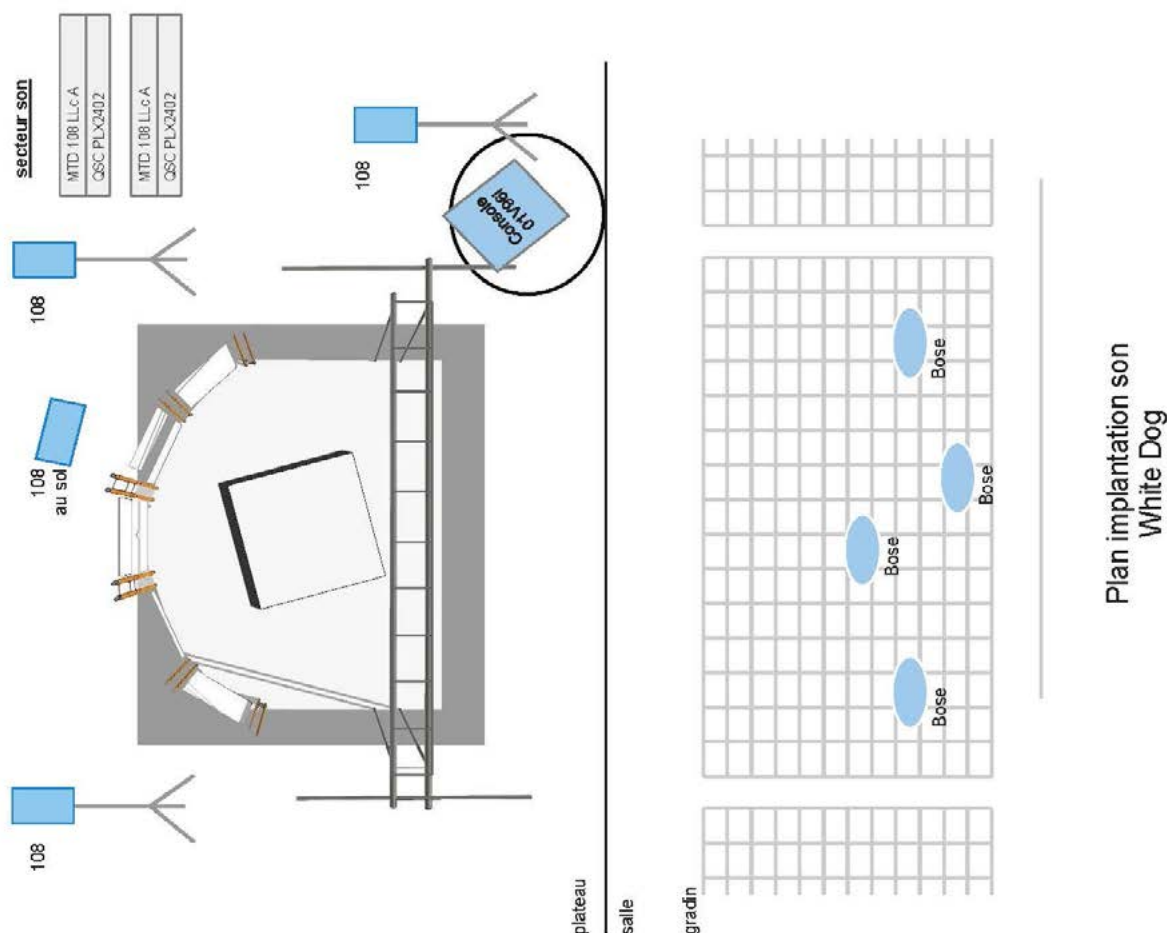 secteur son
MTD 108 LLc A
QSC PLX2402
MTD 108 LLc A
QSC PLX2402
108
108
108
au sol
108
Console
01V96i
plateau
salle
gradin
Bose
Bose
Bose
Bose
Plan implantation son
White Dog